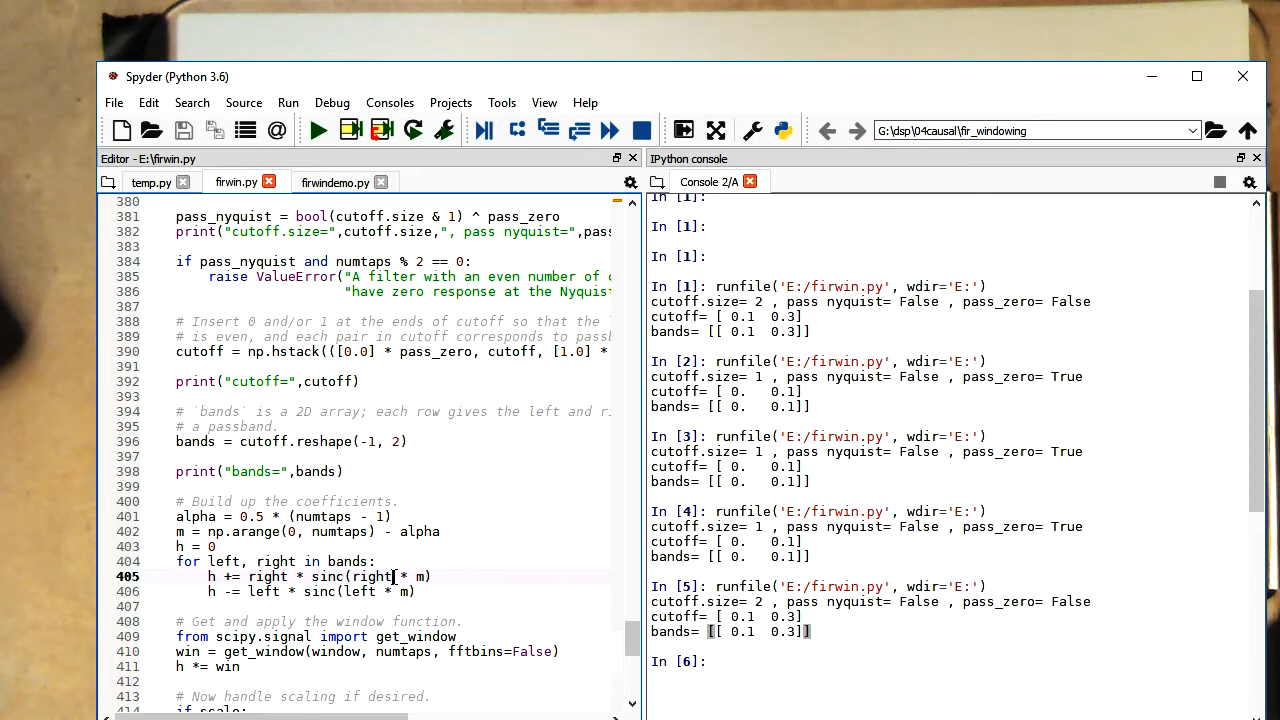 Spyder (Python 3.6)
File Edit Search Source Run Debug Consoles Projects Tools View Help
G:\dsp\04causal\fir_windowing
Editor - E:\firwin.py
temp.py firwin.py firwindemo.py
380
381 pass_nyquist = bool(cutoff.size & 1) ^ pass_zero
382 print("cutoff.size=",cutoff.size,", pass nyquist=",pass
383
384 if pass_nyquist and numtaps % 2 == 0:
385 raise ValueError("A filter with an even number of
386 "have zero response at the Nyquist
387
388 # Insert 0 and/or 1 at the ends of cutoff so that the
389 # is even, and each pair in cutoff corresponds to passb
390 cutoff = np.hstack(([0.0] * pass_zero, cutoff, [1.0] *
391
392 print("cutoff=",cutoff)
393
394 # `bands` is a 2D array; each row gives the left and ri
395 # a passband.
396 bands = cutoff.reshape(-1, 2)
397
398 print("bands=",bands)
399
400 # Build up the coefficients.
401 alpha = 0.5 * (numtaps - 1)
402 m = np.arange(0, numtaps) - alpha
403 h = 0
404 for left, right in bands:
405 h += right * sinc(right * m)
406 h -= left * sinc(left * m)
407
408 # Get and apply the window function.
409 from scipy.signal import get_window
410 win = get_window(window, numtaps, fftbins=False)
411 h *= win
412
413 # Now handle scaling if desired.
414 if scale:
IPython console
Console 2/A
In [1]:
In [1]:
In [1]:
In [1]: runfile('E:/firwin.py', wdir='E:')
cutoff.size= 2 , pass nyquist= False , pass_zero= False
cutoff= [ 0.1 0.3]
bands= [[ 0.1 0.3]]
In [2]: runfile('E:/firwin.py', wdir='E:')
cutoff.size= 1 , pass nyquist= False , pass_zero= True
cutoff= [ 0. 0.1]
bands= [[ 0. 0.1]]
In [3]: runfile('E:/firwin.py', wdir='E:')
cutoff.size= 1 , pass nyquist= False , pass_zero= True
cutoff= [ 0. 0.1]
bands= [[ 0. 0.1]]
In [4]: runfile('E:/firwin.py', wdir='E:')
cutoff.size= 1 , pass nyquist= False , pass_zero= True
cutoff= [ 0. 0.1]
bands= [[ 0. 0.1]]
In [5]: runfile('E:/firwin.py', wdir='E:')
cutoff.size= 2 , pass nyquist= False , pass_zero= False
cutoff= [ 0.1 0.3]
bands= [[ 0.1 0.3]]
In [6]: